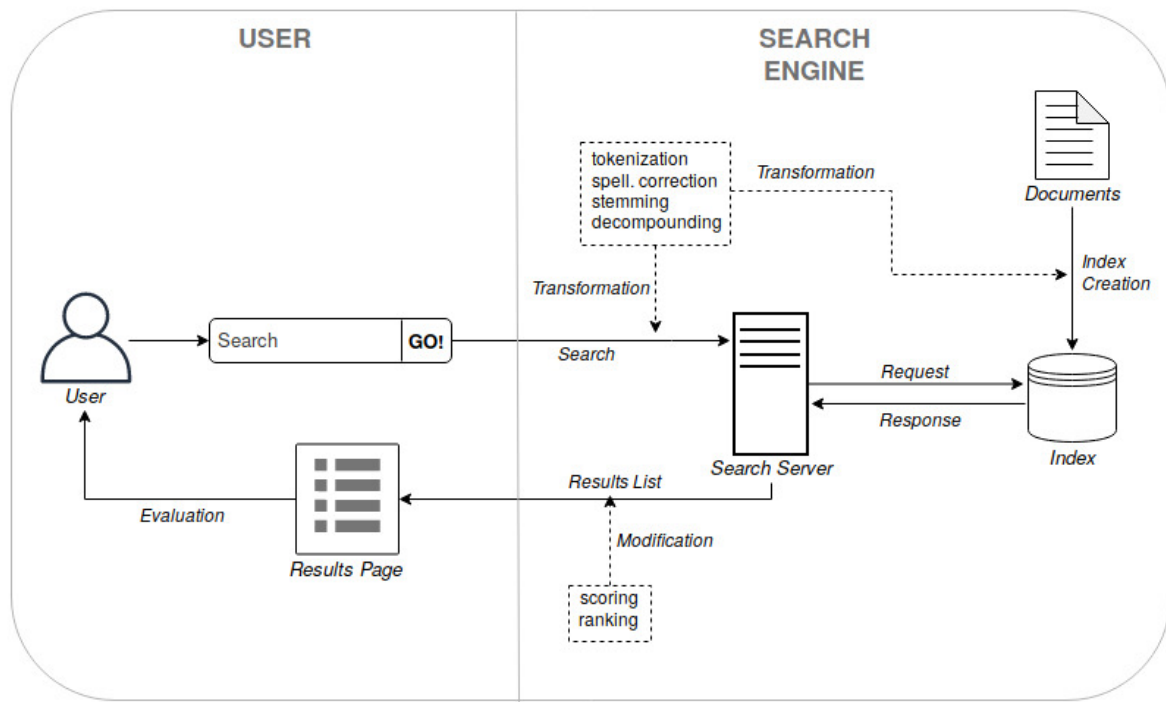 USER
SEARCH
ENGINE
tokenization
spell. correction
stemming
decompounding
Transformation
Documents
Index
Creation
Transformation
Search
GO!
Search
User
Request
Response
Search Server
Index
Results List
Evaluation
Modification
Results Page
scoring
ranking